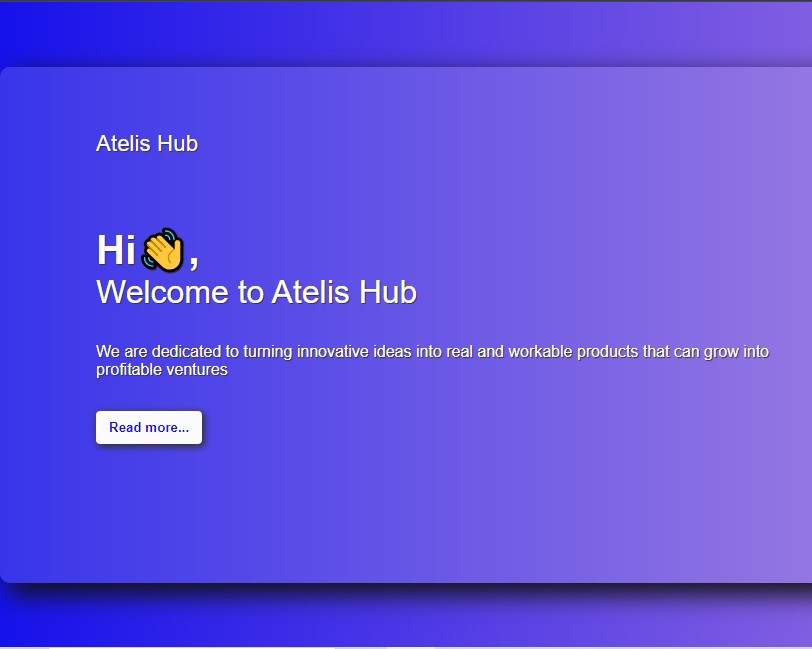 Atelis Hub
Hi👋,
Welcome to Atelis Hub
We are dedicated to turning innovative ideas into real and workable products that can grow into
profitable ventures
Read more...